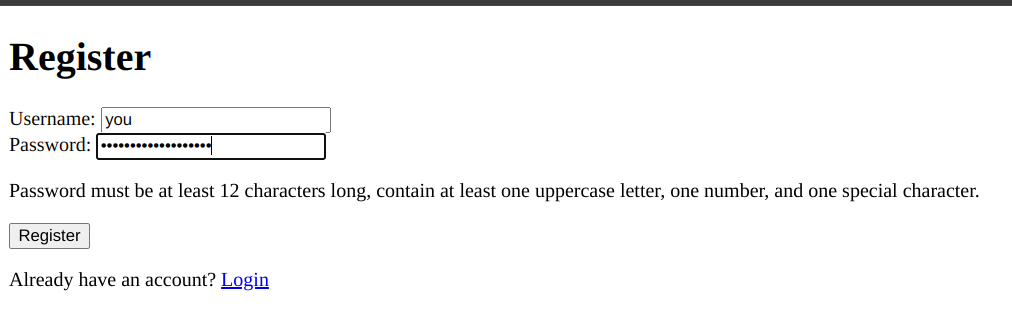 Register
Username: you
Password: •••••••••••••••••••
Password must be at least 12 characters long, contain at least one uppercase letter, one number, and one special character.
Register
Already have an account? Login